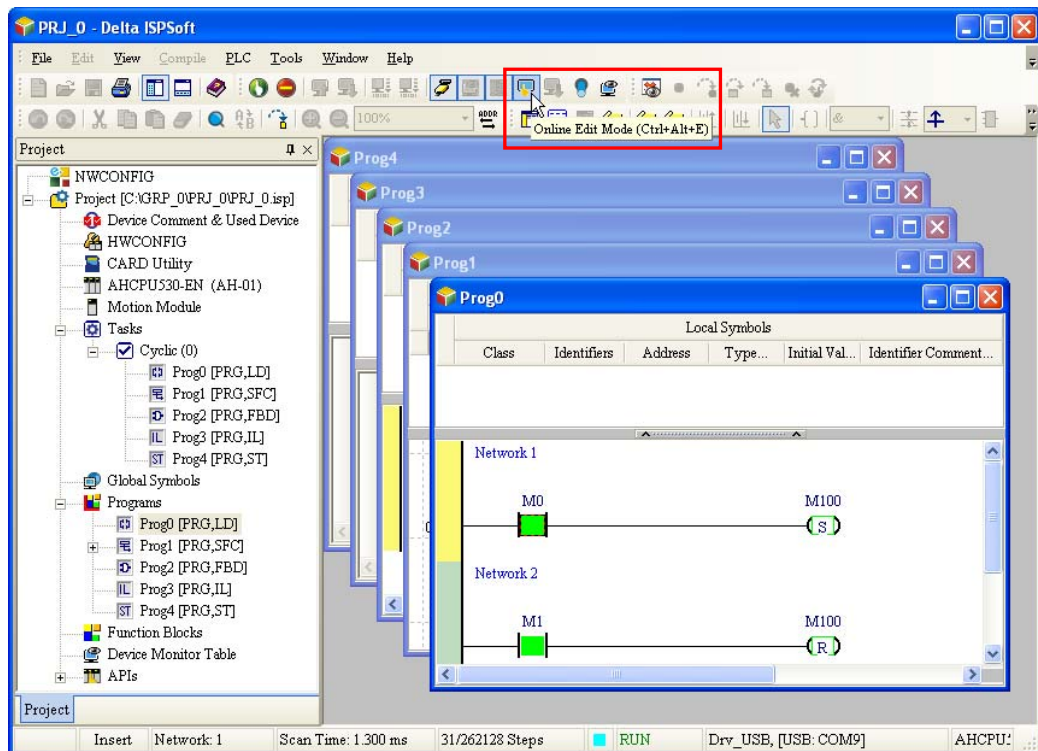 PRJ_0 - Delta ISPSoft
File Edit View Compile PLC Tools Window Help
100%
ADDR
&
Online Edit Mode (Ctrl+Alt+E)
Project
NWCONFIG
Project [C:\GRP_0\PRJ_0\PRJ_0.isp]
Device Comment & Used Device
HWCONFIG
CARD Utility
AHCPU530-EN (AH-01)
Motion Module
Tasks
Cyclic (0)
Prog0 [PRG,LD]
Prog1 [PRG,SFC]
Prog2 [PRG,FBD]
IL Prog3 [PRG,IL]
ST Prog4 [PRG,ST]
Global Symbols
Programs
Prog0 [PRG,LD]
Prog1 [PRG,SFC]
Prog2 [PRG,FBD]
IL Prog3 [PRG,IL]
ST Prog4 [PRG,ST]
Function Blocks
Device Monitor Table
APIs
Project
Prog4
Prog3
Prog2
Prog1
Prog0
Local Symbols
Class Identifiers Address Type... Initial Val... Identifier Comment...
Network 1
M0 M100
S
Network 2
M1 M100
R
Insert Network: 1 Scan Time: 1.300 ms 31/262128 Steps RUN Drv_USB, [USB: COM9]